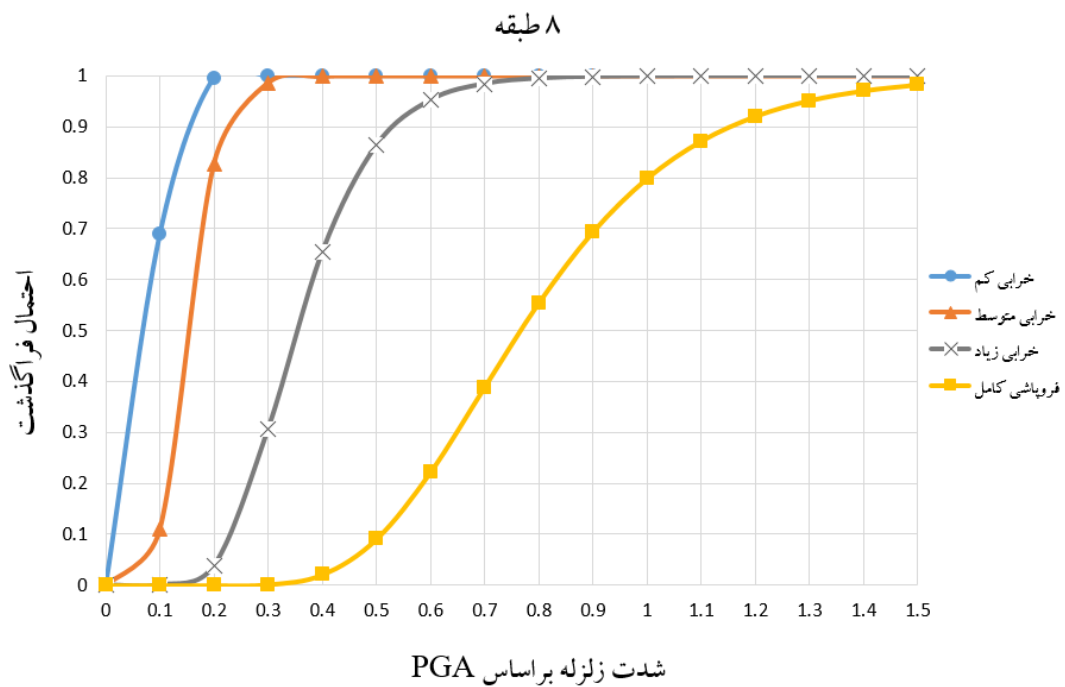 ۸ طبقه
احتمال فراگذشت
1
0.9
0.8
0.7
0.6
0.5
0.4
0.3
0.2
0.1
0
0 0.1 0.2 0.3 0.4 0.5 0.6 0.7 0.8 0.9 1 1.1 1.2 1.3 1.4 1.5
شدت زلزله براساس PGA
خرابی کم
خرابی متوسط
خرابی زیاد
فروپاشی کامل